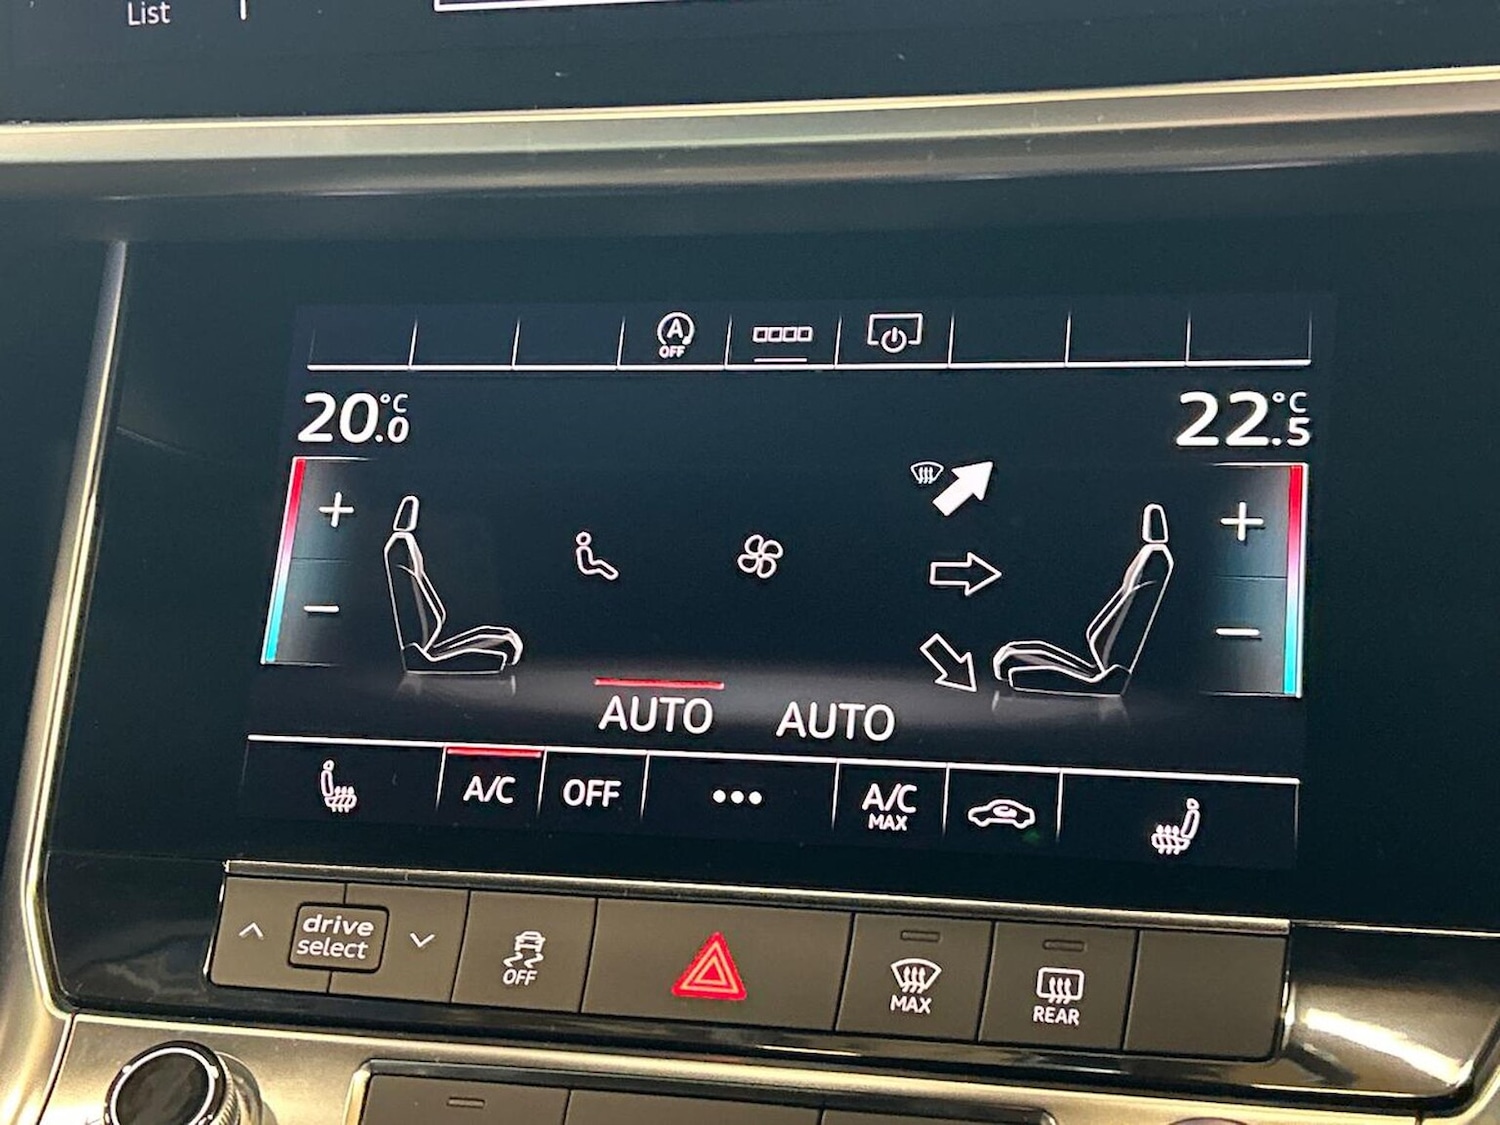 List
A
OFF
20.0°C
22.5°C
+
+
−
−
AUTO AUTO
A/C OFF ••• A/C
MAX
drive
select
OFF
MAX
REAR